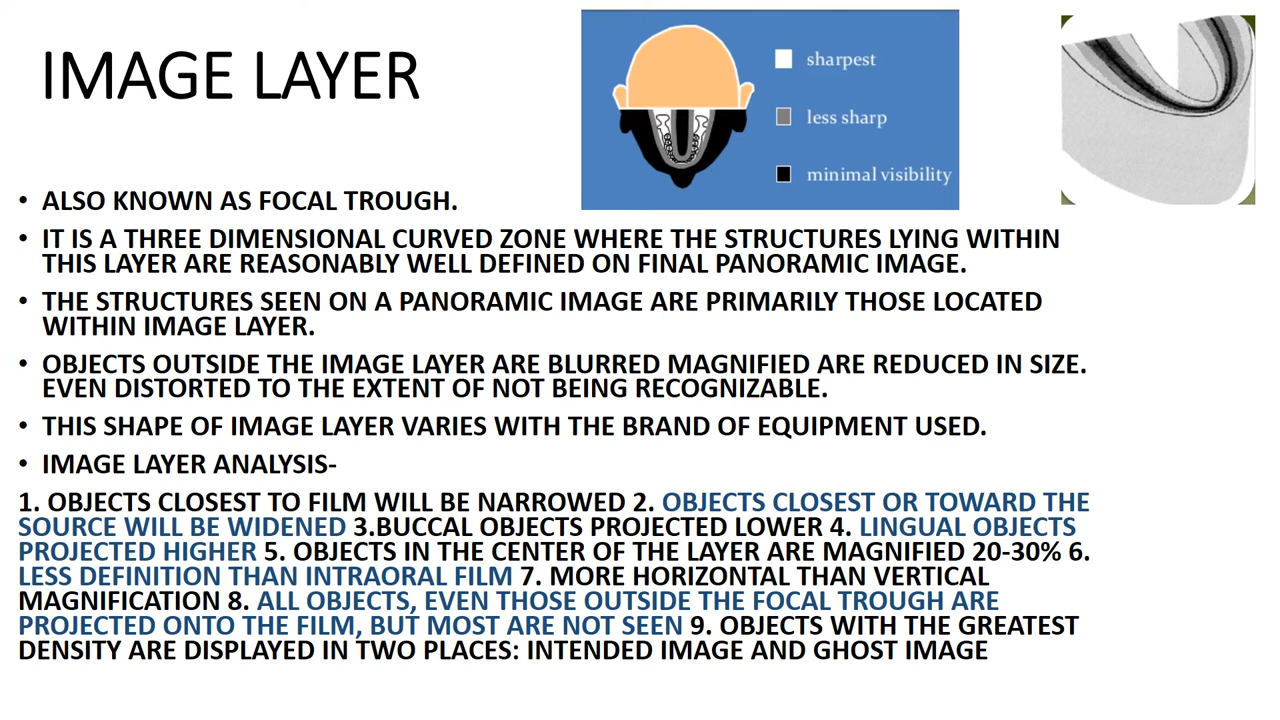 IMAGE LAYER
sharpest
less sharp
minimal visibility
• ALSO KNOWN AS FOCAL TROUGH.
• IT IS A THREE DIMENSIONAL CURVED ZONE WHERE THE STRUCTURES LYING WITHIN
THIS LAYER ARE REASONABLY WELL DEFINED ON FINAL PANORAMIC IMAGE.
• THE STRUCTURES SEEN ON A PANORAMIC IMAGE ARE PRIMARILY THOSE LOCATED
WITHIN IMAGE LAYER.
• OBJECTS OUTSIDE THE IMAGE LAYER ARE BLURRED MAGNIFIED ARE REDUCED IN SIZE.
EVEN DISTORTED TO THE EXTENT OF NOT BEING RECOGNIZABLE.
• THIS SHAPE OF IMAGE LAYER VARIES WITH THE BRAND OF EQUIPMENT USED.
• IMAGE LAYER ANALYSIS-
1. OBJECTS CLOSEST TO FILM WILL BE NARROWED 2. OBJECTS CLOSEST OR TOWARD THE
SOURCE WILL BE WIDENED 3.BUCCAL OBJECTS PROJECTED LOWER 4. LINGUAL OBJECTS
PROJECTED HIGHER 5. OBJECTS IN THE CENTER OF THE LAYER ARE MAGNIFIED 20-30% 6.
LESS DEFINITION THAN INTRAORAL FILM 7. MORE HORIZONTAL THAN VERTICAL
MAGNIFICATION 8. ALL OBJECTS, EVEN THOSE OUTSIDE THE FOCAL TROUGH ARE
PROJECTED ONTO THE FILM, BUT MOST ARE NOT SEEN 9. OBJECTS WITH THE GREATEST
DENSITY ARE DISPLAYED IN TWO PLACES: INTENDED IMAGE AND GHOST IMAGE